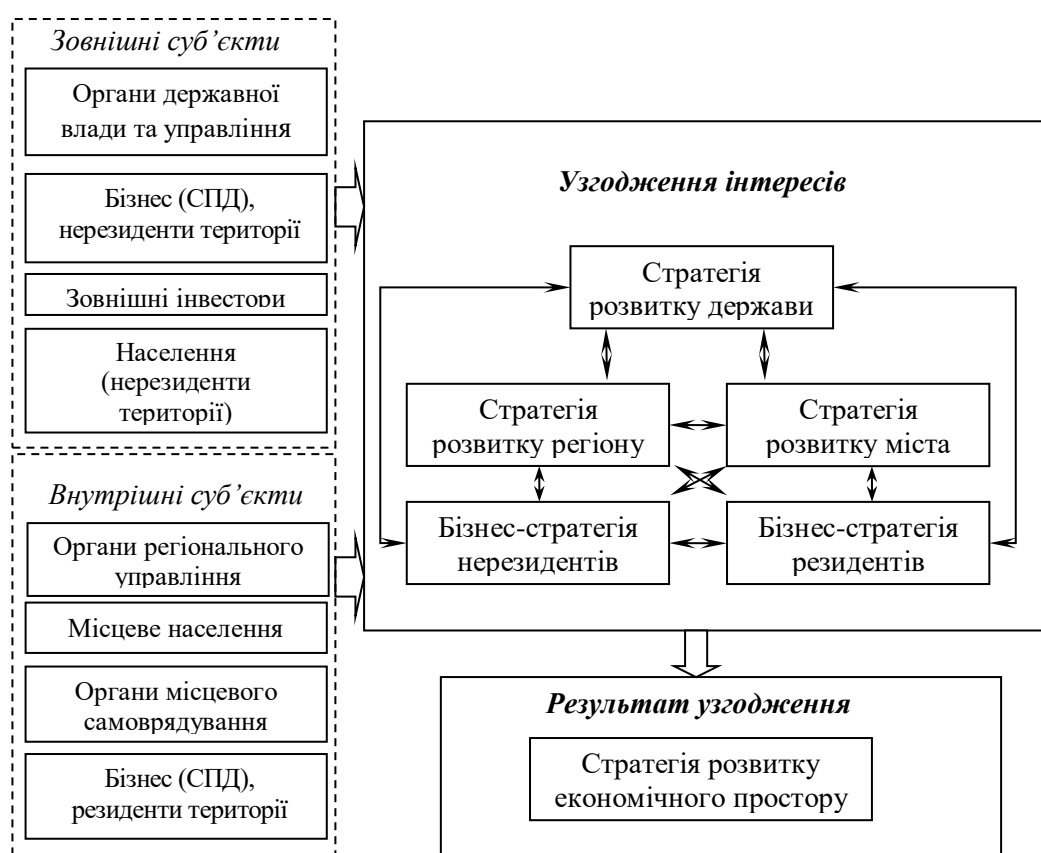 Зовнішні суб’єкти
Органи державної
влади та управління
Бізнес (СПД),
нерезиденти території
Зовнішні інвестори
Населення
(нерезиденти
території)
Внутрішні суб’єкти
Органи регіонального
управління
Місцеве населення
Органи місцевого
самоврядування
Бізнес (СПД),
резиденти території
Узгодження інтересів
Стратегія
розвитку держави
Стратегія
розвитку регіону
Стратегія
розвитку міста
Бізнес-стратегія
нерезидентів
Бізнес-стратегія
резидентів
Результат узгодження
Стратегія розвитку
економічного простору